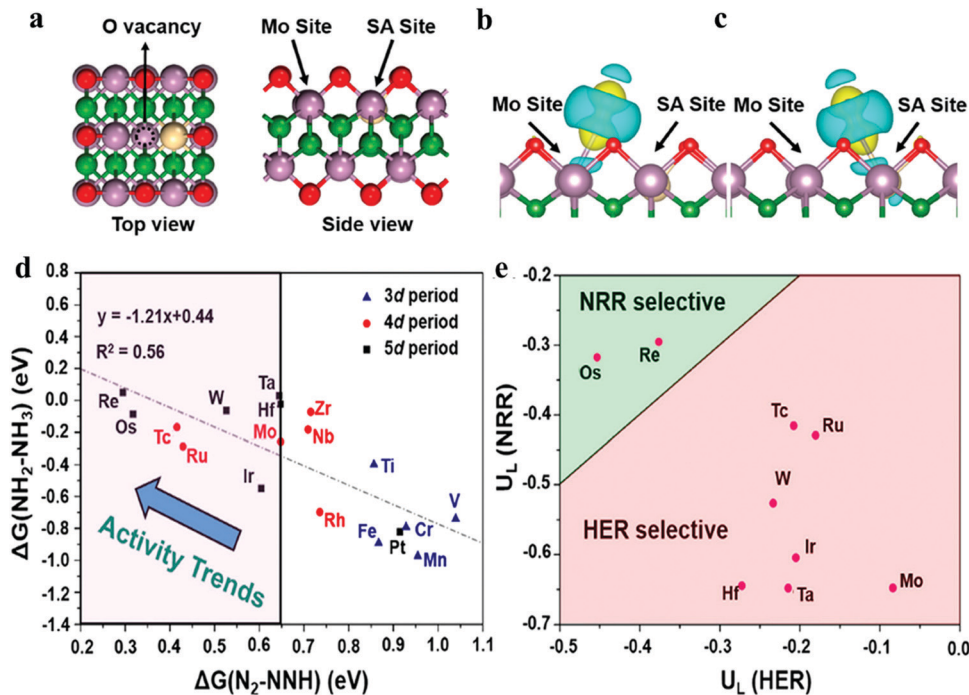 a
O vacancy
Mo Site
SA Site
Top view
Side view
b
Mo Site
SA Site
c
Mo Site
SA Site
d
ΔG(NH₂-NH₃) (eV)
0.8
0.6
0.4
0.2
0.0
-0.2
-0.4
-0.6
-0.8
-1.0
-1.2
-1.4
y = -1.21x+0.44
R² = 0.56
3d period
4d period
5d period
Re
Os
W
Ta
Hf
Mo
Zr
Nb
Tc
Ru
Ir
Rh
Ti
V
Fe
Cr
Pt
Mn
Activity Trends
0.2 0.3 0.4 0.5 0.6 0.7 0.8 0.9 1.0 1.1
ΔG(N₂-NNH) (eV)
e
U_L (NRR)
-0.2
-0.3
-0.4
-0.5
-0.6
-0.7
NRR selective
Re
Os
Tc
Ru
W
HER selective
Ir
Hf
Ta
Mo
-0.5 -0.4 -0.3 -0.2 -0.1 0.0
U_L (HER)